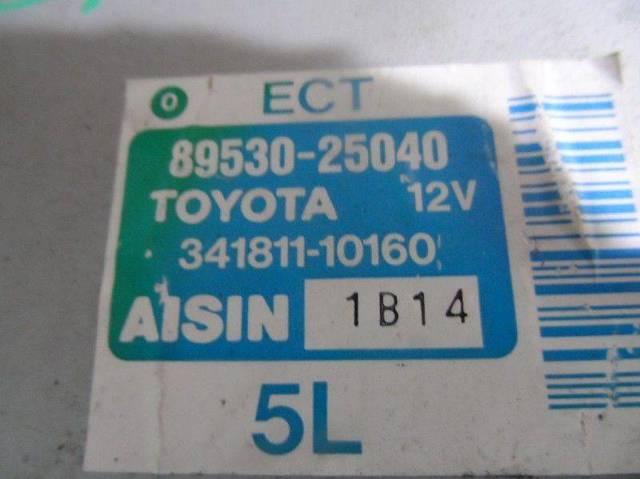 O ECT
89530-25040
TOYOTA 12V
341811-10160
AISIN 1B14
5L